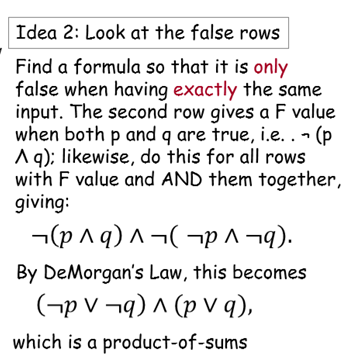 Idea 2: Look at the false rows
Find a formula so that it is only
false when having exactly the same
input. The second row gives a F value
when both p and q are true, i.e. . ¬ (p
∧ q); likewise, do this for all rows
with F value and AND them together,
giving:
¬(p ∧ q) ∧ ¬( ¬p ∧ ¬q).
By DeMorgan's Law, this becomes
(¬p ∨ ¬q) ∧ (p ∨ q),
which is a product-of-sums